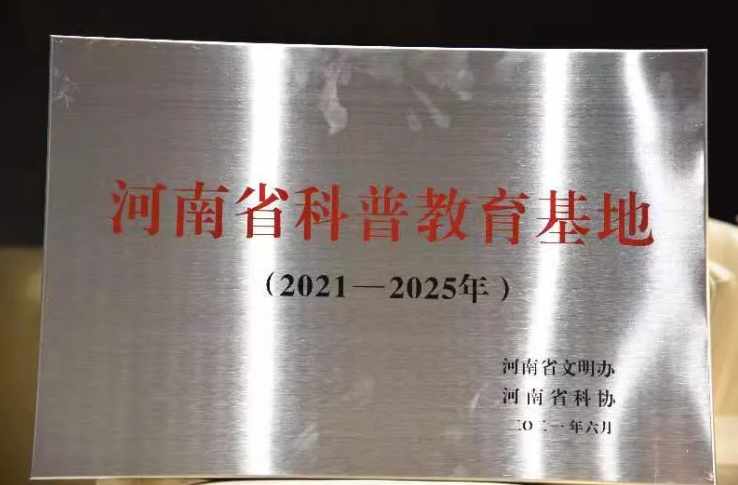 河南省科普教育基地
（2021—2025年）
河南省文明办
河南省科协
二〇二一年六月